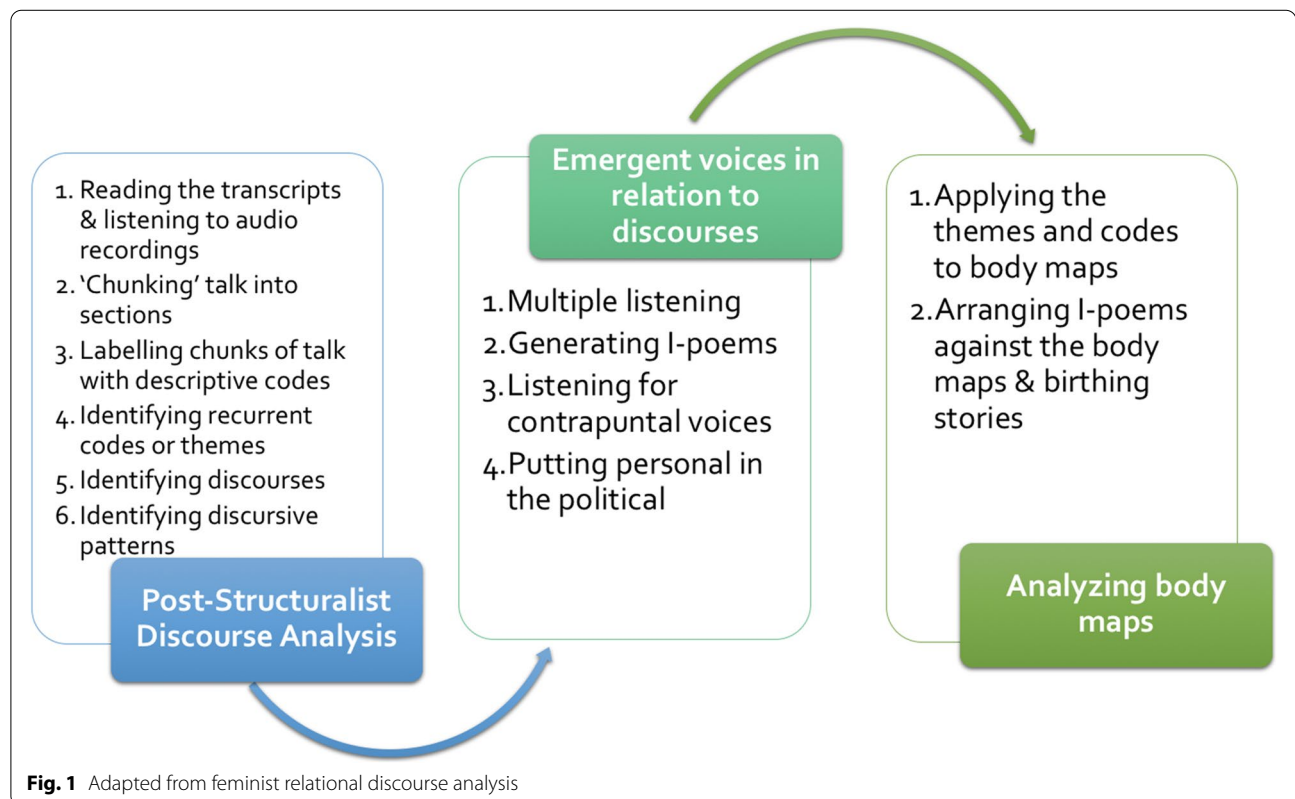 1. Reading the transcripts
& listening to audio
recordings
2. ‘Chunking’ talk into
sections
3. Labelling chunks of talk
with descriptive codes
4. Identifying recurrent
codes or themes
5. Identifying discourses
6. Identifying discursive
patterns
Post-Structuralist
Discourse Analysis
Emergent voices in
relation to
discourses
1. Multiple listening
2. Generating I-poems
3. Listening for
contrapuntal voices
4. Putting personal in
the political
1. Applying the
themes and codes
to body maps
2. Arranging I-poems
against the body
maps & birthing
stories
Analyzing body
maps
Fig. 1 Adapted from feminist relational discourse analysis